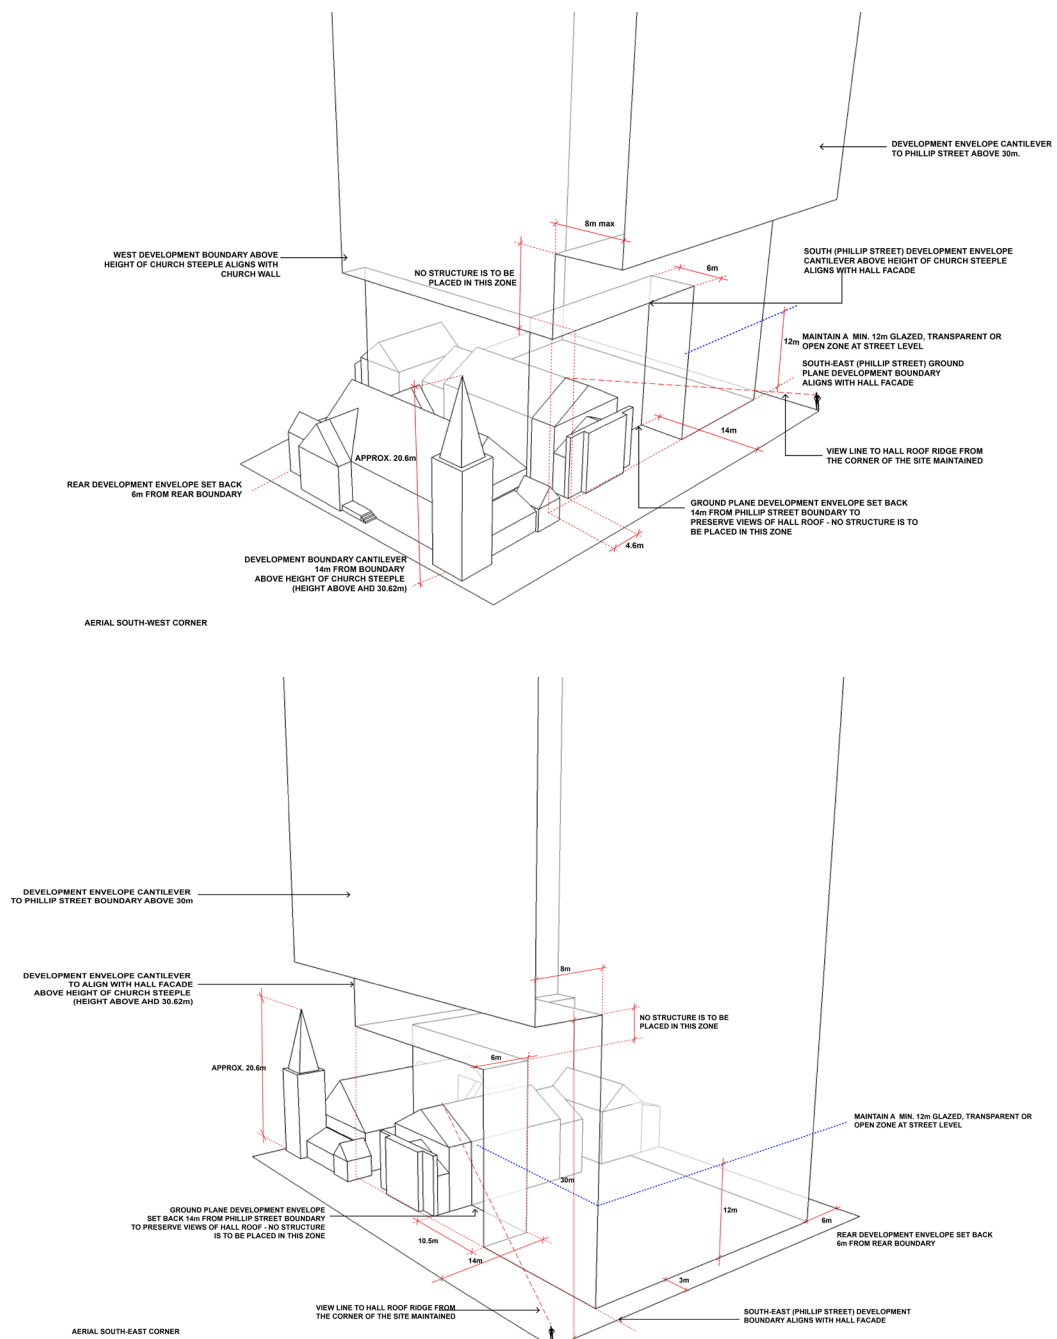 8m max
DEVELOPMENT ENVELOPE CANTILEVER
TO PHILLIP STREET ABOVE 30m.
WEST DEVELOPMENT BOUNDARY ABOVE
HEIGHT OF CHURCH STEEPLE ALIGNS WITH
CHURCH WALL
NO STRUCTURE IS TO BE
PLACED IN THIS ZONE
6m
SOUTH (PHILLIP STREET) DEVELOPMENT ENVELOPE
CANTILEVER ABOVE HEIGHT OF CHURCH STEEPLE
ALIGNS WITH HALL FACADE
12m
MAINTAIN A MIN. 12m GLAZED, TRANSPARENT OR
OPEN ZONE AT STREET LEVEL
SOUTH-EAST (PHILLIP STREET) GROUND
PLANE DEVELOPMENT BOUNDARY
ALIGNS WITH HALL FACADE
14m
APPROX. 20.6m
VIEW LINE TO HALL ROOF RIDGE FROM
THE CORNER OF THE SITE MAINTAINED
REAR DEVELOPMENT ENVELOPE SET BACK
6m FROM REAR BOUNDARY
GROUND PLANE DEVELOPMENT ENVELOPE SET BACK
14m FROM PHILLIP STREET BOUNDARY TO
PRESERVE VIEWS OF HALL ROOF - NO STRUCTURE IS TO
BE PLACED IN THIS ZONE
4.6m
DEVELOPMENT BOUNDARY CANTILEVER
14m FROM BOUNDARY
ABOVE HEIGHT OF CHURCH STEEPLE
(HEIGHT ABOVE AHD 30.62m)
AERIAL SOUTH-WEST CORNER
DEVELOPMENT ENVELOPE CANTILEVER
TO PHILLIP STREET BOUNDARY ABOVE 30m
8m
DEVELOPMENT ENVELOPE CANTILEVER
TO ALIGN WITH HALL FACADE
ABOVE HEIGHT OF CHURCH STEEPLE
(HEIGHT ABOVE AHD 30.62m)
NO STRUCTURE IS TO BE
PLACED IN THIS ZONE
6m
APPROX. 20.6m
MAINTAIN A MIN. 12m GLAZED, TRANSPARENT OR
OPEN ZONE AT STREET LEVEL
30m
12m
GROUND PLANE DEVELOPMENT ENVELOPE
SET BACK 14m FROM PHILLIP STREET BOUNDARY
TO PRESERVE VIEWS OF HALL ROOF - NO STRUCTURE
IS TO BE PLACED IN THIS ZONE
6m
REAR DEVELOPMENT ENVELOPE SET BACK
6m FROM REAR BOUNDARY
10.5m
14m
3m
VIEW LINE TO HALL ROOF RIDGE FROM
THE CORNER OF THE SITE MAINTAINED
SOUTH-EAST (PHILLIP STREET) DEVELOPMENT
BOUNDARY ALIGNS WITH HALL FACADE
AERIAL SOUTH-EAST CORNER